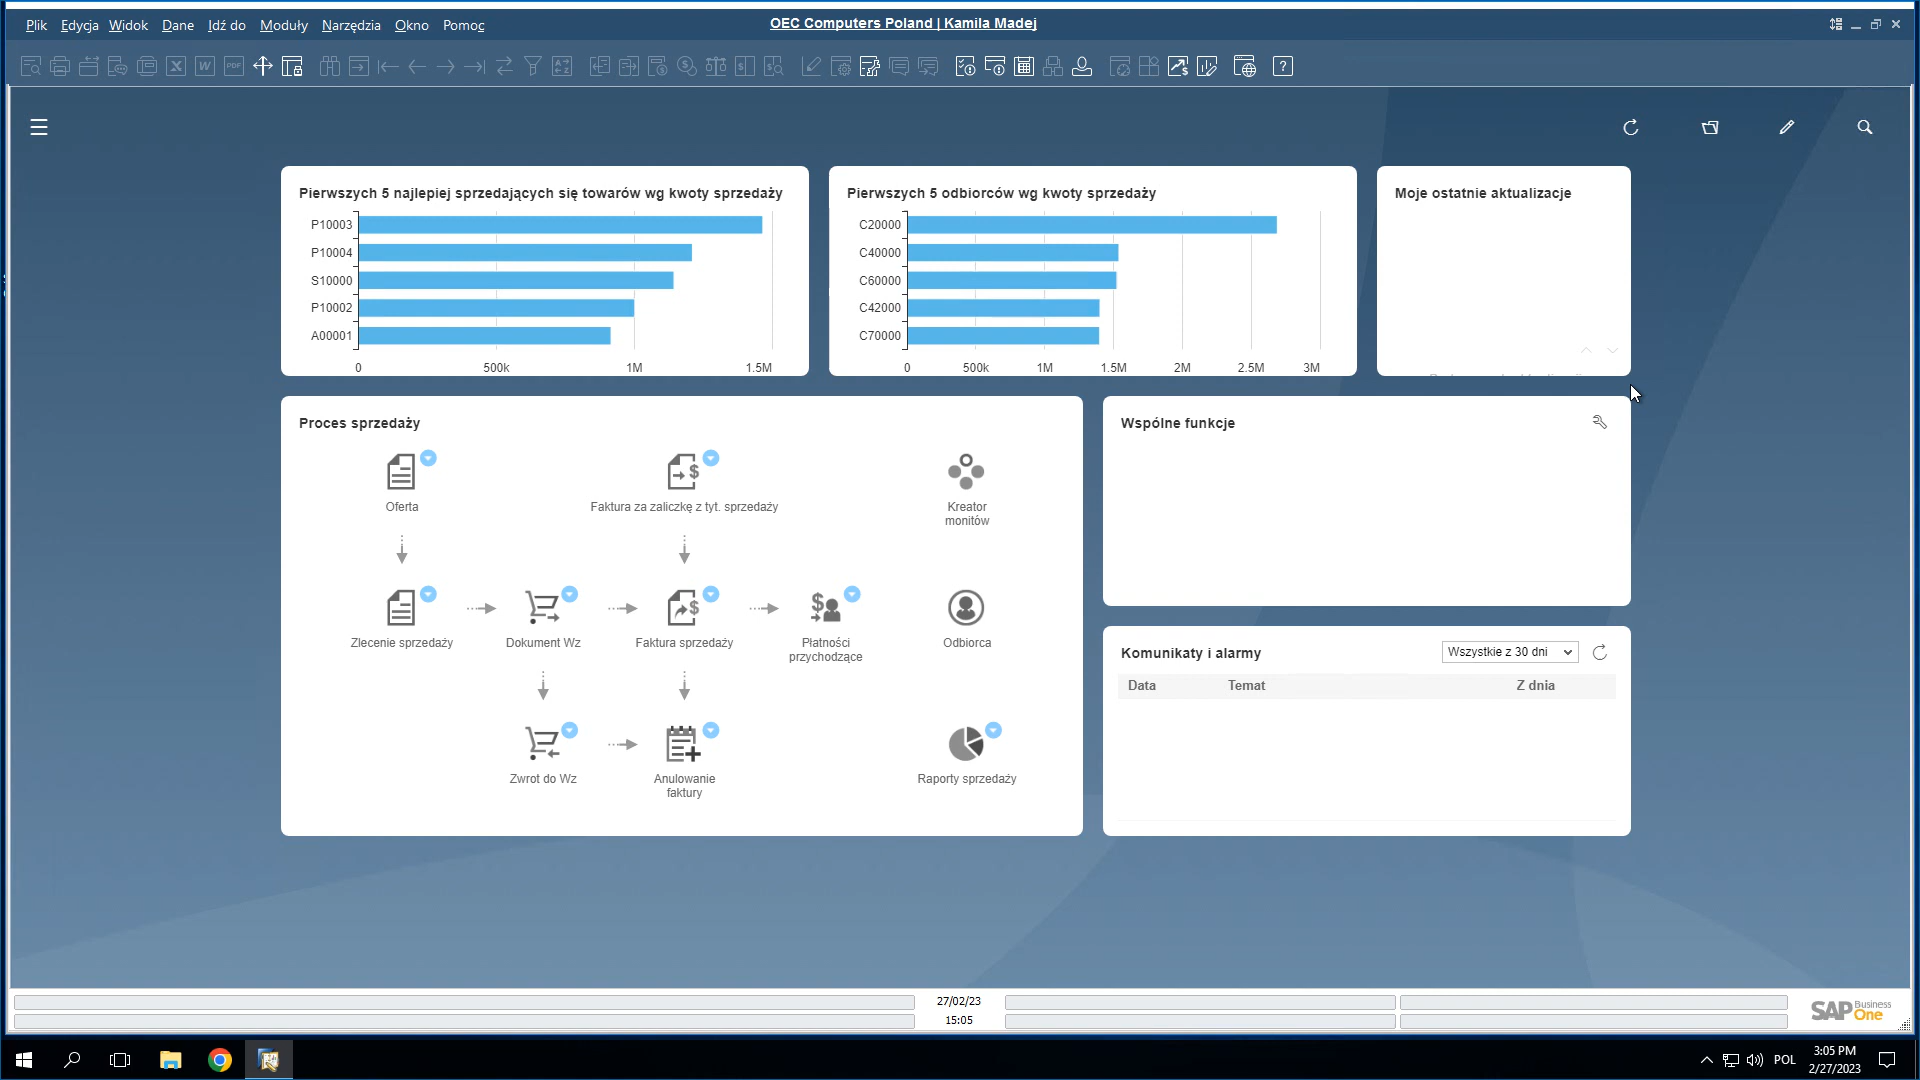 Plik Edycja Widok Dane Idź do Moduły Narzędzia Okno Pomoc
OEC Computers Poland | Kamila Madej
Pierwszych 5 najlepiej sprzedających się towarów wg kwoty sprzedaży
P10003
P10004
S10000
P10002
A00001
0 500k 1M 1.5M
Pierwszych 5 odbiorców wg kwoty sprzedaży
C20000
C40000
C60000
C42000
C70000
0 500k 1M 1.5M 2M 2.5M 3M
Moje ostatnie aktualizacje
Proces sprzedaży
Oferta
Faktura za zaliczkę z tyt. sprzedaży
Kreator
monitów
Zlecenie sprzedaży
Dokument Wz
Faktura sprzedaży
Płatności
przychodzące
Odbiorca
Zwrot do Wz
Anulowanie
faktury
Raporty sprzedaży
Wspólne funkcje
Komunikaty i alarmy
Wszystkie z 30 dni
Data Temat Z dnia
27/02/23
15:05
SAP Business One
POL
3:05 PM
2/27/2023